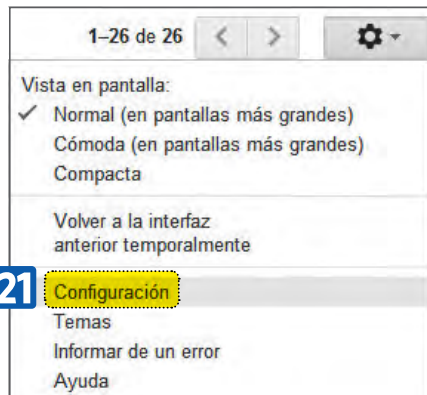 1–26 de 26
Vista en pantalla:
Normal (en pantallas más grandes)
Cómoda (en pantallas más grandes)
Compacta
Volver a la interfaz
anterior temporalmente
21 Configuración
Temas
Informar de un error
Ayuda